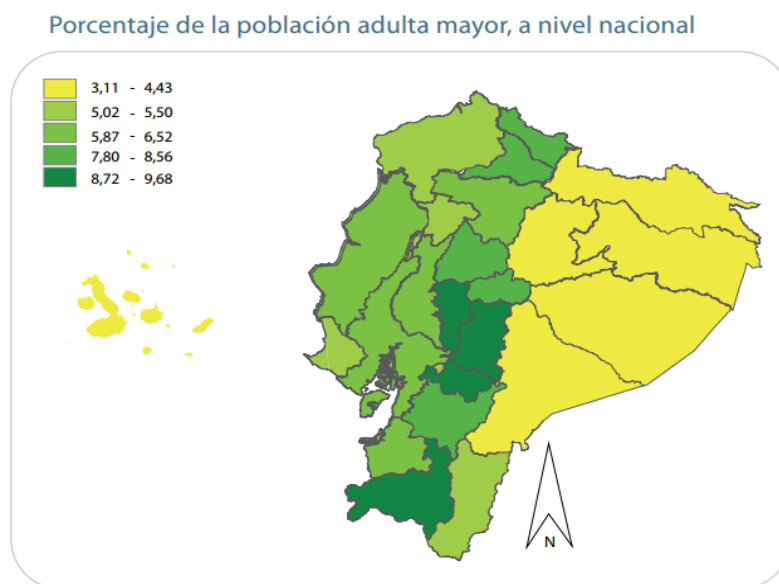 Porcentaje de la población adulta mayor, a nivel nacional
3,11 - 4,43
5,02 - 5,50
5,87 - 6,52
7,80 - 8,56
8,72 - 9,68
N